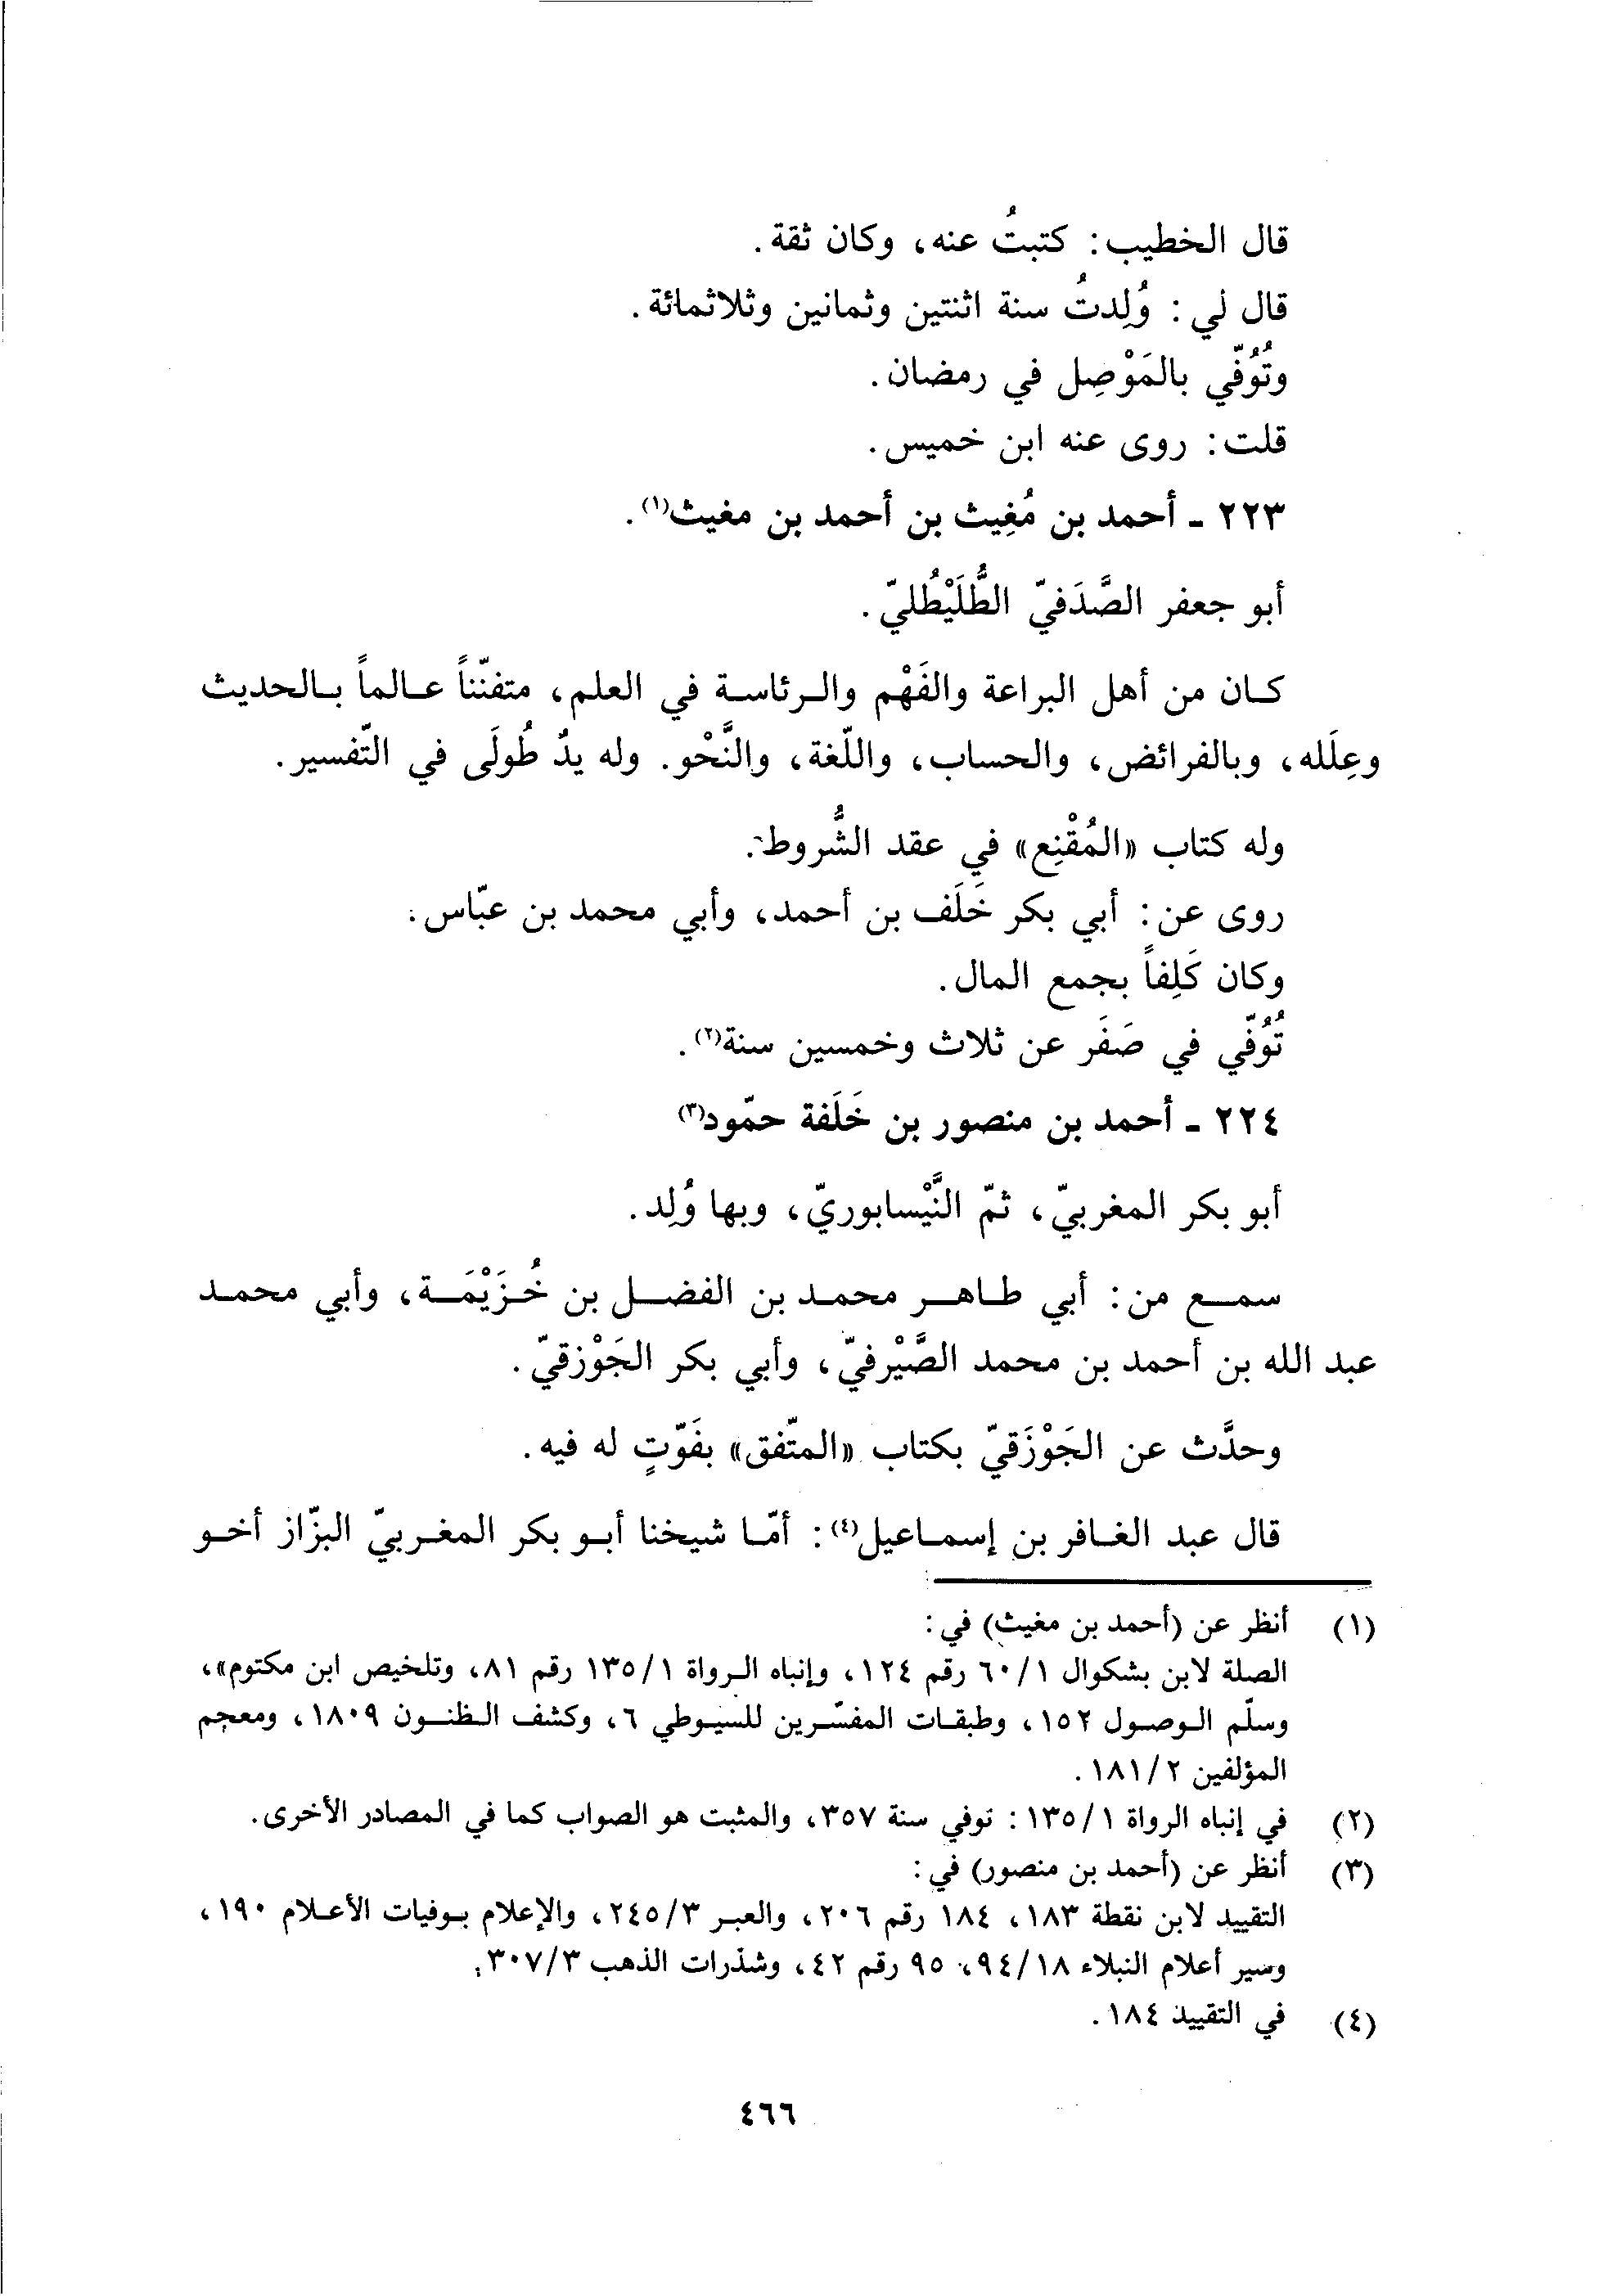 قال الخطيب: كتبتُ عنه، وكان ثقة.
قال لي: وُلِدتُ سنة اثنتين وثمانين وثلاثمائة.
وتُوُفّي بالمَوْصِل في رمضان.
قلت: روى عنه ابن خميس.
٢٢٣ - أحمد بن مُغِيث بن أحمد بن مغيث(١).
أبو جعفر الصَّدَفيّ الطُّلَيْطُليّ.
كان من أهل البراعة والفَهْم والرئاسة في العلم، متفنّناً عالماً بالحديث
وعِلَله، وبالفرائض، والحساب، واللّغة، والنَّحْو. وله يدٌ طُولَى في التّفسير.
وله كتاب «المُقْنِع» في عقد الشُّروط.
روى عن: أبي بكر خَلَف بن أحمد، وأبي محمد بن عبّاس.
وكان كَلِفاً بجمع المال.
تُوُفّي في صَفَر عن ثلاث وخمسين سنة(٢).
٢٢٤ - أحمد بن منصور بن خَلَفة حمّود(٣)
أبو بكر المغربيّ، ثمّ النَّيْسابوريّ، وبها وُلِد.
سمع من: أبي طاهر محمد بن الفضل بن خُزَيْمَة، وأبي محمد
عبد الله بن أحمد بن محمد الصَّيْرفيّ، وأبي بكر الجَوْزقيّ.
وحدَّث عن الجَوْزَقيّ بكتاب «المتّفق» بفَوّتٍ له فيه.
قال عبد الغافر بن إسماعيل(٤): أمّا شيخنا أبو بكر المغربيّ البزّاز أخو
(١) أنظر عن (أحمد بن مغيث) في:
الصلة لابن بشكوال ٦٠/١ رقم ١٢٤، وإنباه الرواة ١٣٥/١ رقم ٨١، وتلخيص ابن مكتوم»،
وسلّم الوصول ١٥٢، وطبقات المفسّرين للسيوطي ٦، وكشف الظنون ١٨٠٩، ومعجم
المؤلفين ١٨١/٢.
(٢) في إنباه الرواة ١٣٥/١: توفي سنة ٣٥٧، والمثبت هو الصواب كما في المصادر الأخرى.
(٣) أنظر عن (أحمد بن منصور) في:
التقييد لابن نقطة ١٨٣، ١٨٤ رقم ٢٠٦، والعبر ٢٤٥/٣، والإعلام بوفيات الأعلام ١٩٠،
وسير أعلام النبلاء ٩٤/١٨، ٩٥ رقم ٤٢، وشذرات الذهب ٣٠٧/٣.
(٤) في التقييد ١٨٤.
٤٦٦